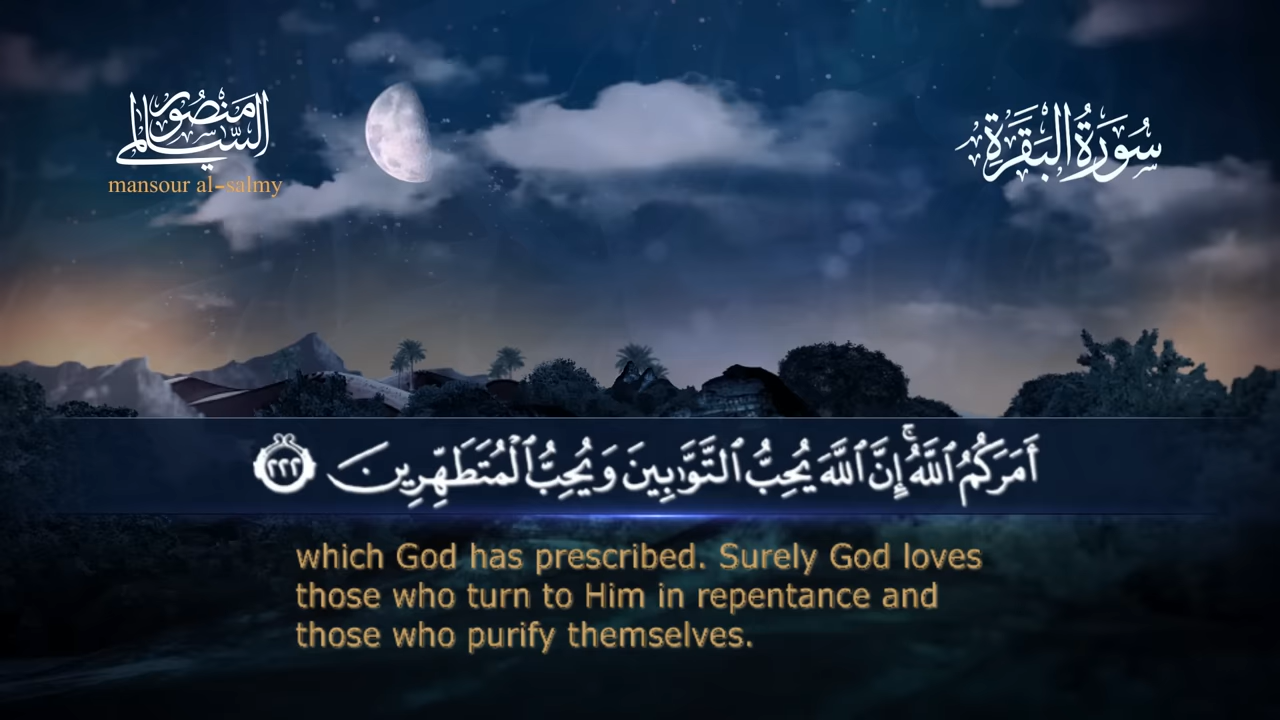 منصور
السالمي
mansour al-salmy
سُورَةُ البَقَرَةِ
أَمَرَكُمُ ٱللَّهُ ۚ إِنَّ ٱللَّهَ يُحِبُّ ٱلتَّوَّٰبِينَ وَيُحِبُّ ٱلْمُتَطَهِّرِينَ ٢٢٢
which God has prescribed. Surely God loves
those who turn to Him in repentance and
those who purify themselves.